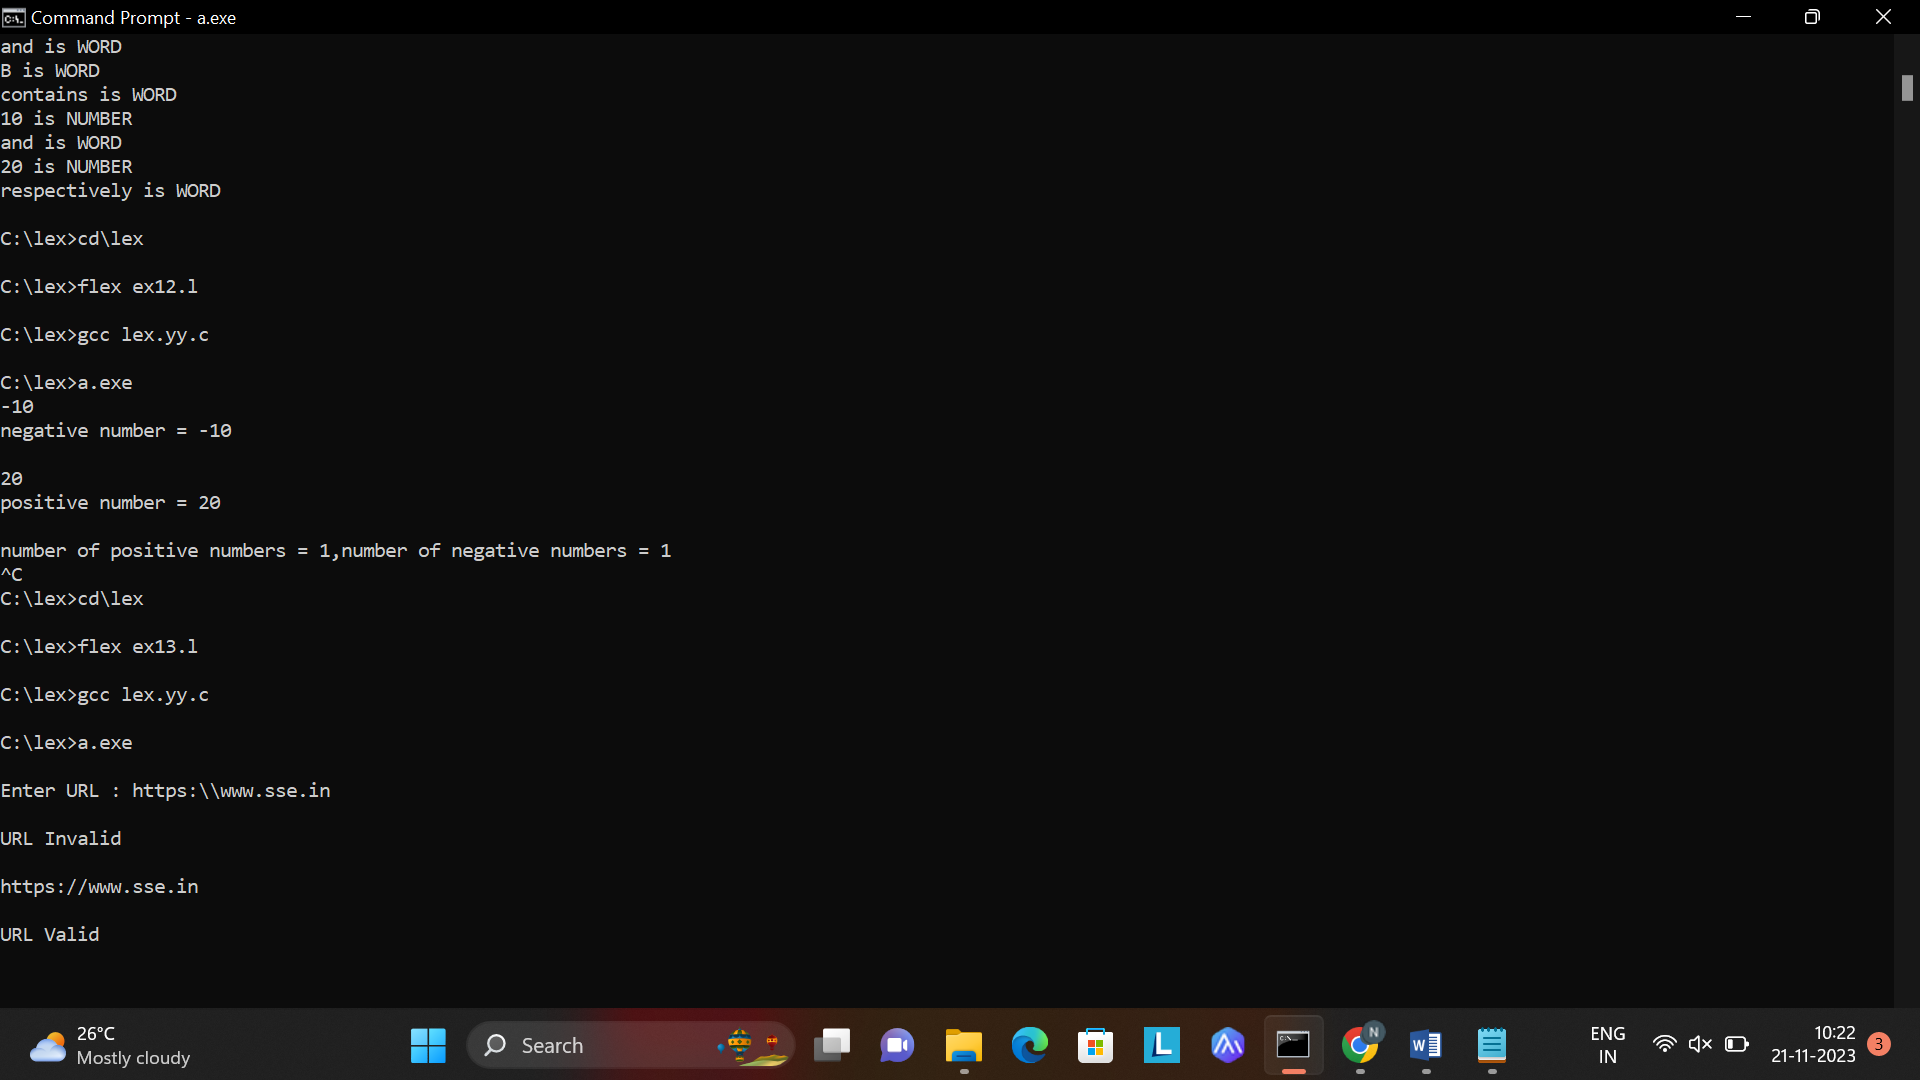 Command Prompt - a.exe
and is WORD
B is WORD
contains is WORD
10 is NUMBER
and is WORD
20 is NUMBER
respectively is WORD
C:\lex>cd\lex
C:\lex>flex ex12.l
C:\lex>gcc lex.yy.c
C:\lex>a.exe
-10
negative number = -10
20
positive number = 20
number of positive numbers = 1,number of negative numbers = 1
^C
C:\lex>cd\lex
C:\lex>flex ex13.l
C:\lex>gcc lex.yy.c
C:\lex>a.exe
Enter URL : https:\\www.sse.in
URL Invalid
https://www.sse.in
URL Valid
26°C
Mostly cloudy
Search
L
N
W
ENG
IN
10:22
21-11-2023
3